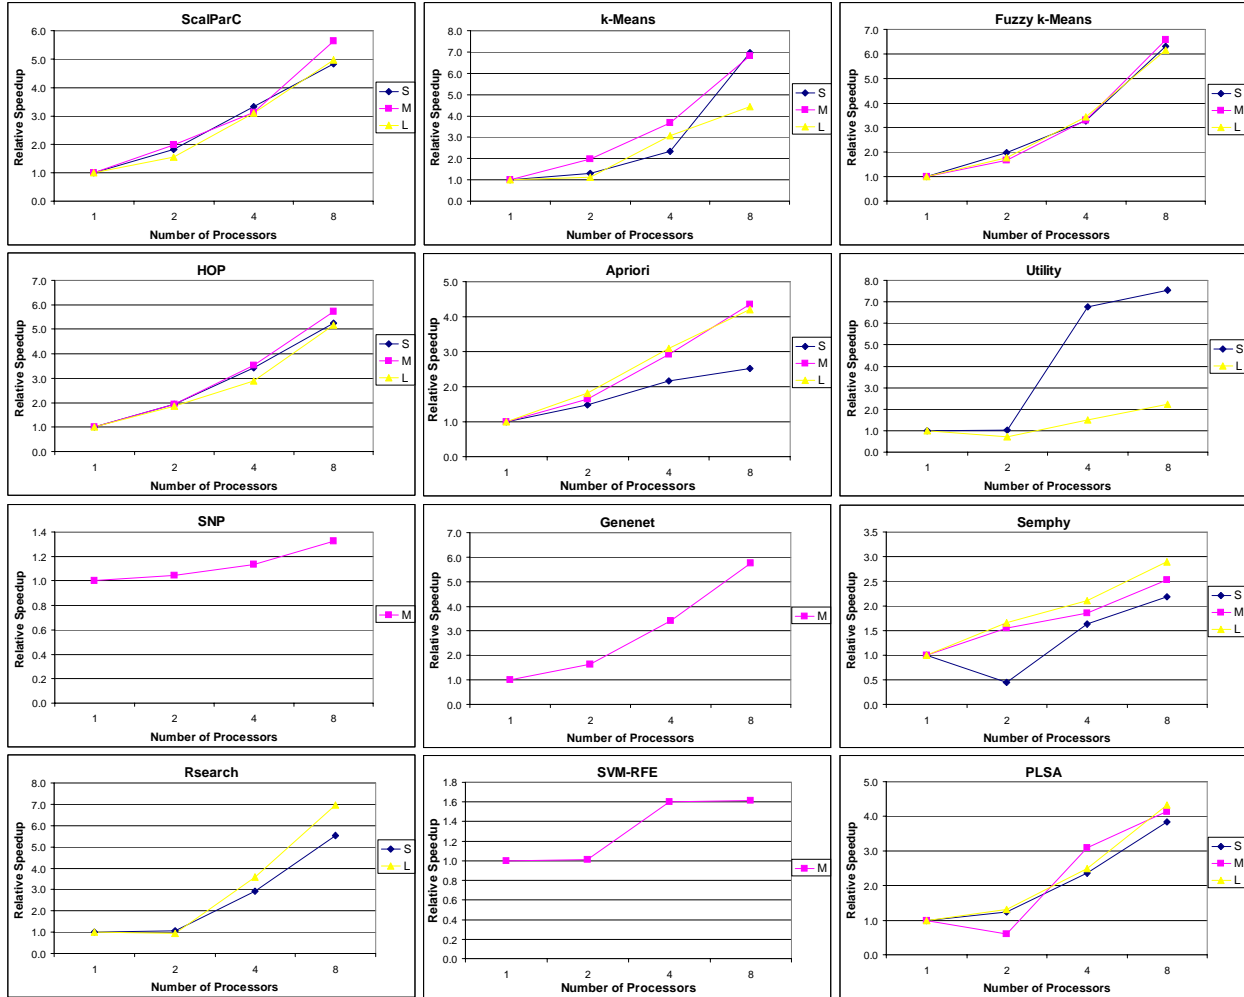 ScalParC
6.0
5.0
4.0
3.0
2.0
1.0
0.0
Relative Speedup
1 2 4 8
Number of Processors
S
M
L
k-Means
8.0
7.0
6.0
5.0
4.0
3.0
2.0
1.0
0.0
Relative Speedup
1 2 4 8
Number of Processors
S
M
L
Fuzzy k-Means
7.0
6.0
5.0
4.0
3.0
2.0
1.0
0.0
Relative Speedup
1 2 4 8
Number of Processors
S
M
L
HOP
7.0
6.0
5.0
4.0
3.0
2.0
1.0
0.0
Relative Speedup
1 2 4 8
Number of Processors
S
M
L
Apriori
5.0
4.0
3.0
2.0
1.0
0.0
Relative Speedup
1 2 4 8
Number of Processors
S
M
L
Utility
8.0
7.0
6.0
5.0
4.0
3.0
2.0
1.0
0.0
Relative Speedup
1 2 4 8
Number of Processors
S
L
SNP
1.4
1.2
1.0
0.8
0.6
0.4
0.2
0.0
Relative Speedup
1 2 4 8
Number of Processors
M
Genenet
7.0
6.0
5.0
4.0
3.0
2.0
1.0
0.0
Relative Speedup
1 2 4 8
Number of Processors
M
Semphy
3.5
3.0
2.5
2.0
1.5
1.0
0.5
0.0
Relative Speedup
1 2 4 8
Number of Processors
S
M
L
Rsearch
8.0
7.0
6.0
5.0
4.0
3.0
2.0
1.0
0.0
Relative Speedup
1 2 4 8
Number of Processors
S
L
SVM-RFE
1.8
1.6
1.4
1.2
1.0
0.8
0.6
0.4
0.2
0.0
Relative Speedup
1 2 4 8
Number of Processors
M
PLSA
5.0
4.0
3.0
2.0
1.0
0.0
Relative Speedup
1 2 4 8
Number of Processors
S
M
L